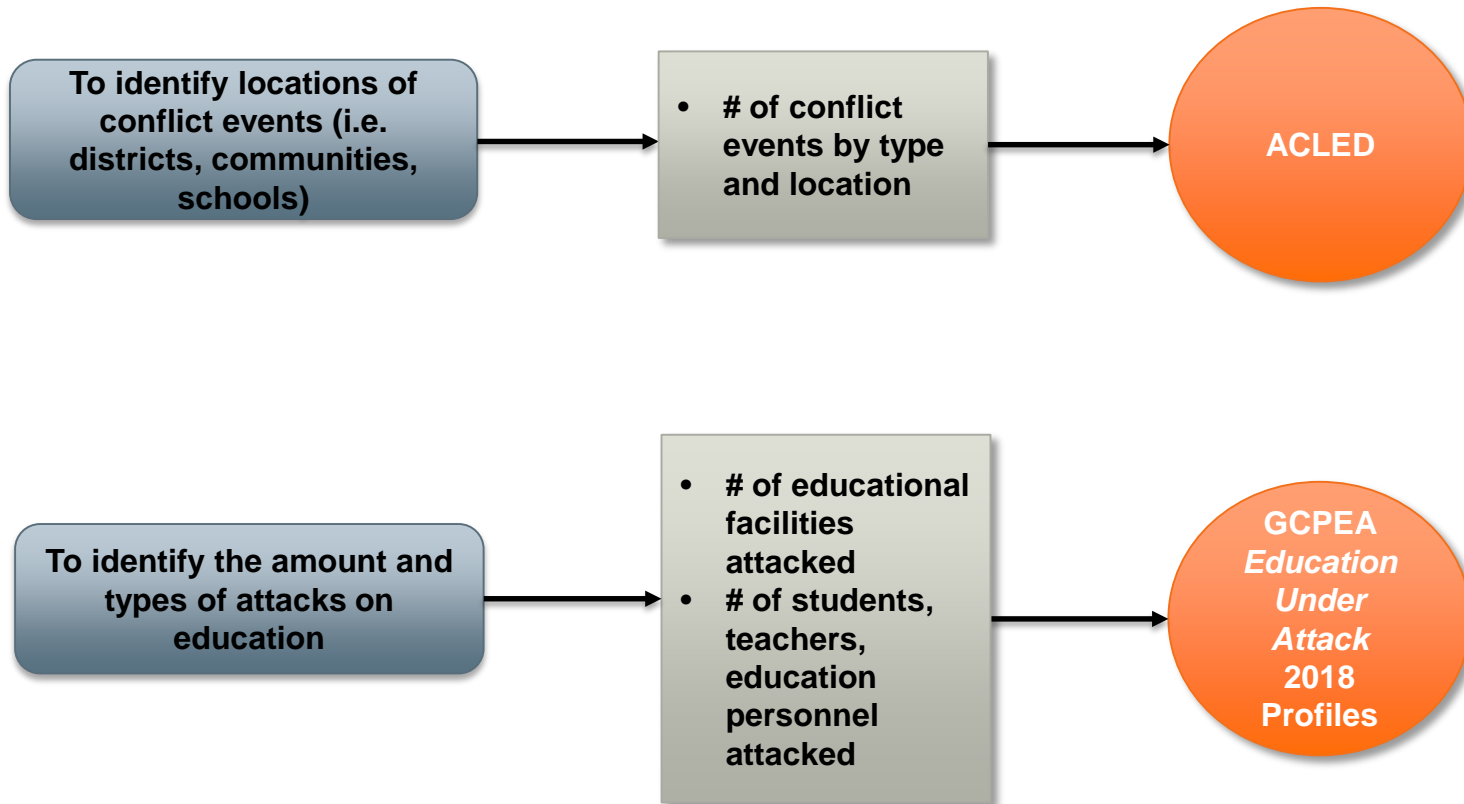 To identify locations of
conflict events (i.e.
districts, communities,
schools)
• # of conflict
events by type
and location
ACLED
To identify the amount and
types of attacks on
education
• # of educational
facilities
attacked
• # of students,
teachers,
education
personnel
attacked
GCPEA
Education
Under
Attack
2018
Profiles